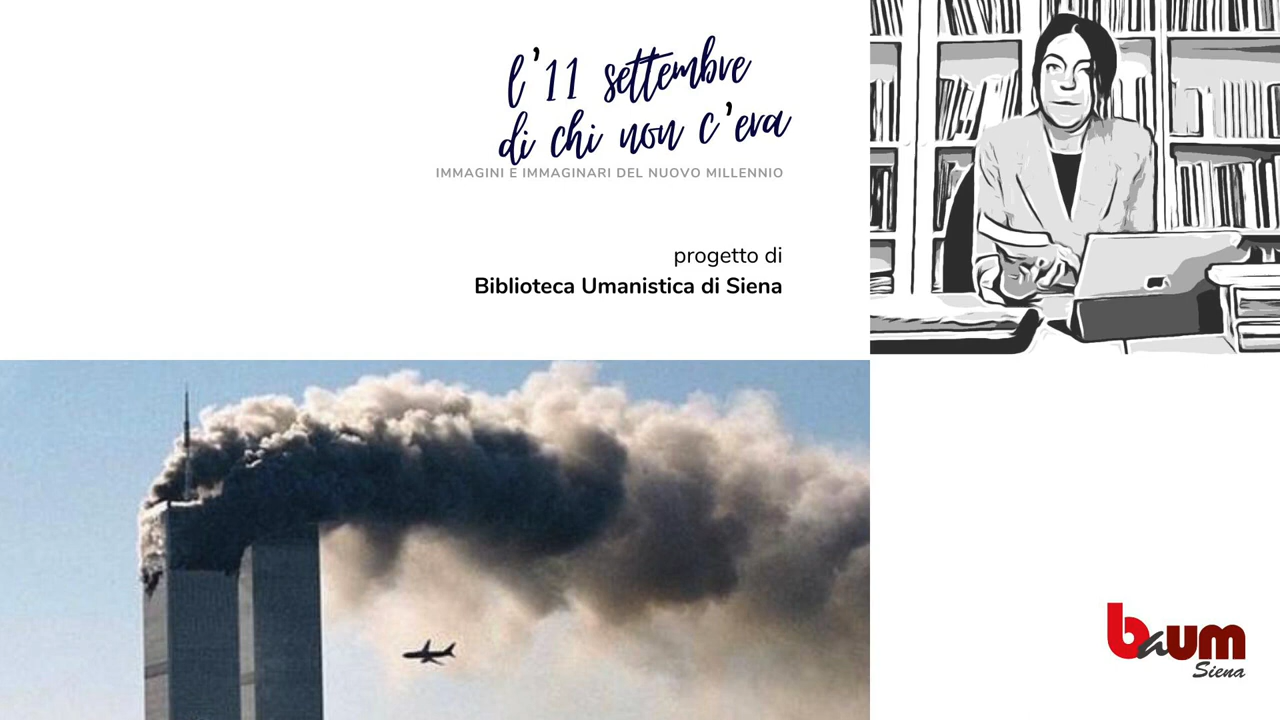 l'11 settembre
di chi non c'era
IMMAGINI E IMMAGINARI DEL NUOVO MILLENNIO
progetto di
Biblioteca Umanistica di Siena
baum
Siena